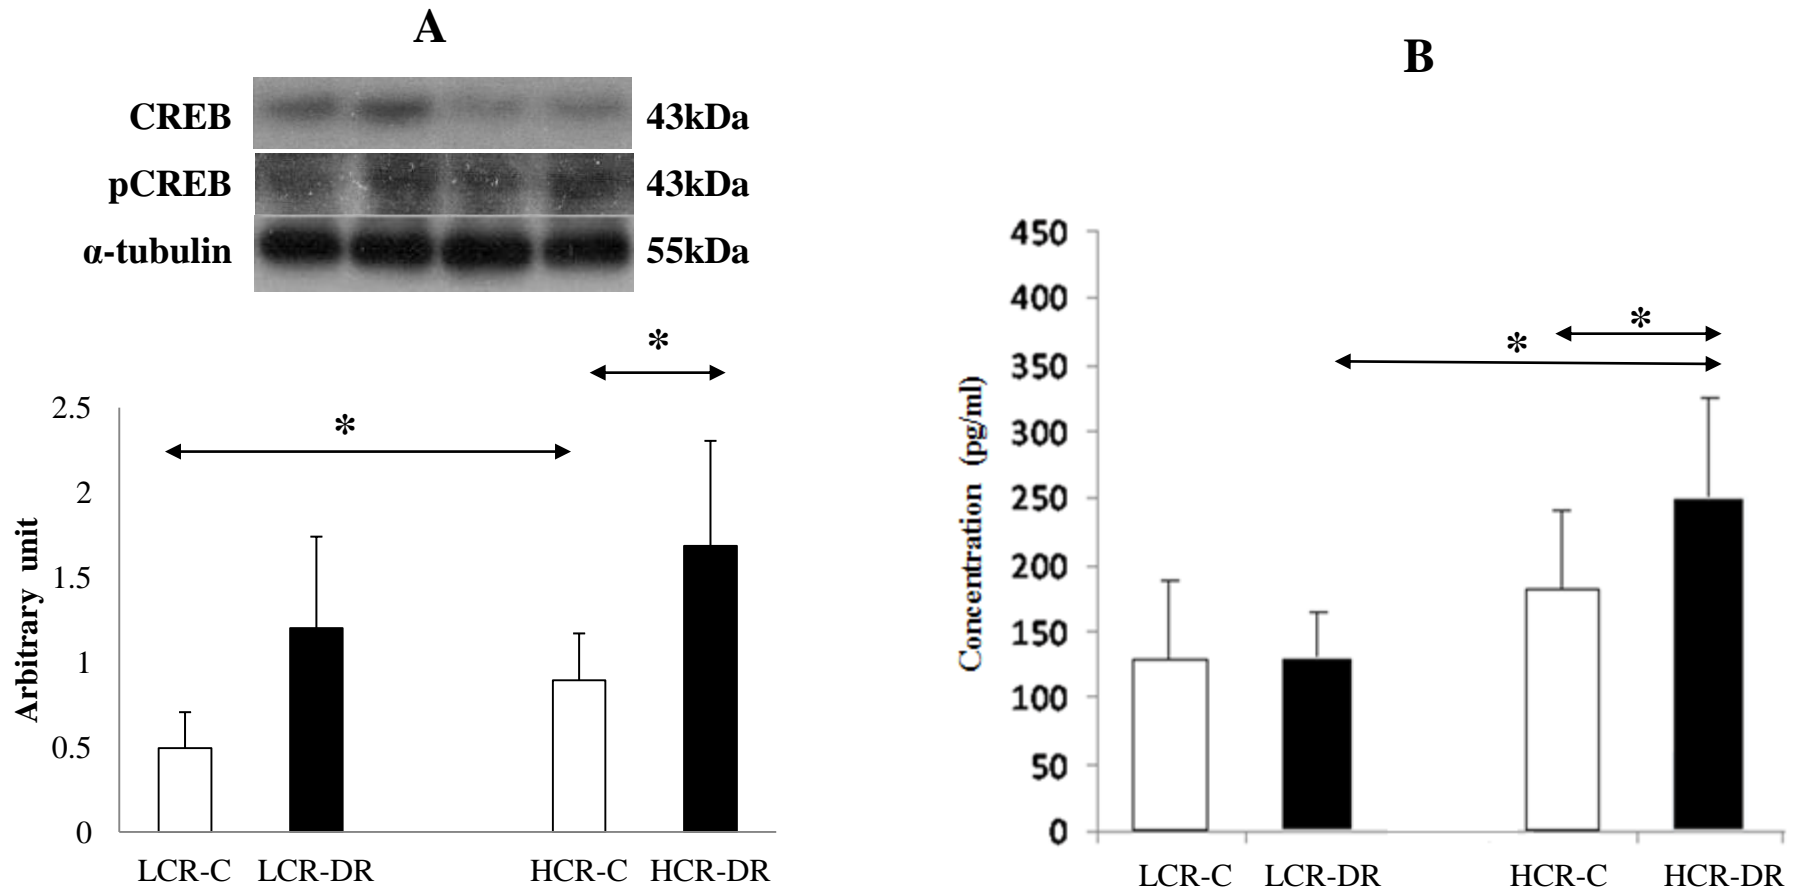 A
CREB 43kDa
pCREB 43kDa
α-tubulin 55kDa
*
*
2.5
2
1.5
1
0.5
0
Arbitrary unit
LCR-C LCR-DR HCR-C HCR-DR
B
450
400
350
300
250
200
150
100
50
0
Concentration (pg/ml)
*
*
LCR-C LCR-DR HCR-C HCR-DR